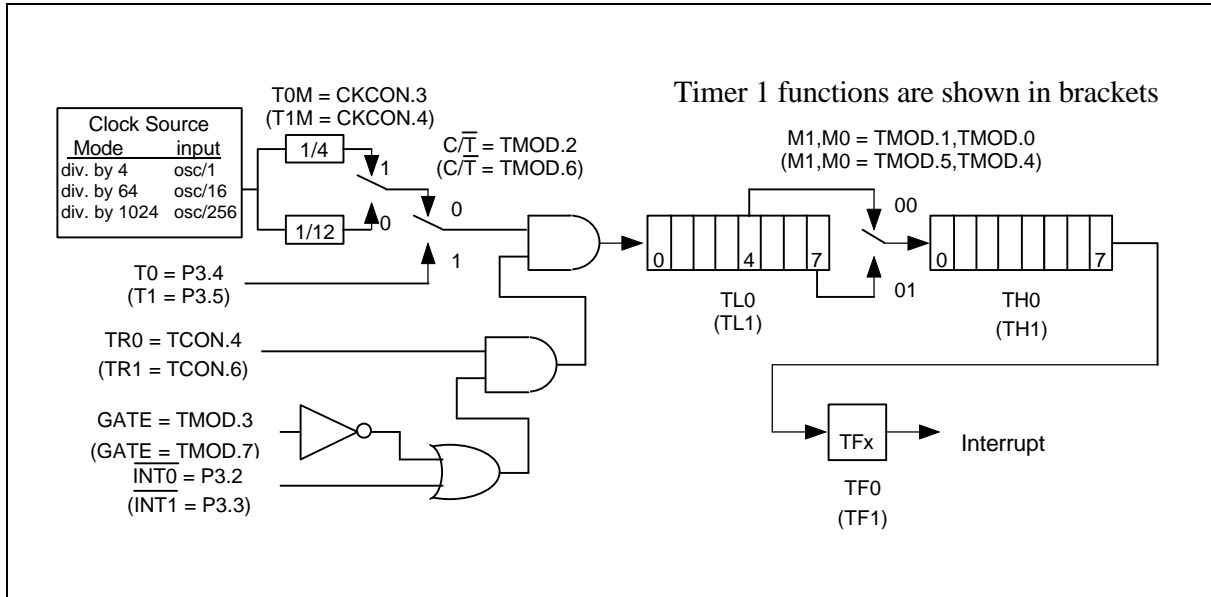 Timer 1 functions are shown in brackets
T0M = CKCON.3
(T1M = CKCON.4)
Clock Source
Mode input
div. by 4 osc/1
div. by 64 osc/16
div. by 1024 osc/256
1/4
1/12
1
0
C/T̅ = TMOD.2
(C/T̅ = TMOD.6)
0
1
M1,M0 = TMOD.1,TMOD.0
(M1,M0 = TMOD.5,TMOD.4)
00
01
0 4 7
TL0
(TL1)
0 7
TH0
(TH1)
T0 = P3.4
(T1 = P3.5)
TR0 = TCON.4
(TR1 = TCON.6)
GATE = TMOD.3
(GATE = TMOD.7)
I̅N̅T̅0̅ = P3.2
(I̅N̅T̅1̅ = P3.3)
TFx
Interrupt
TF0
(TF1)